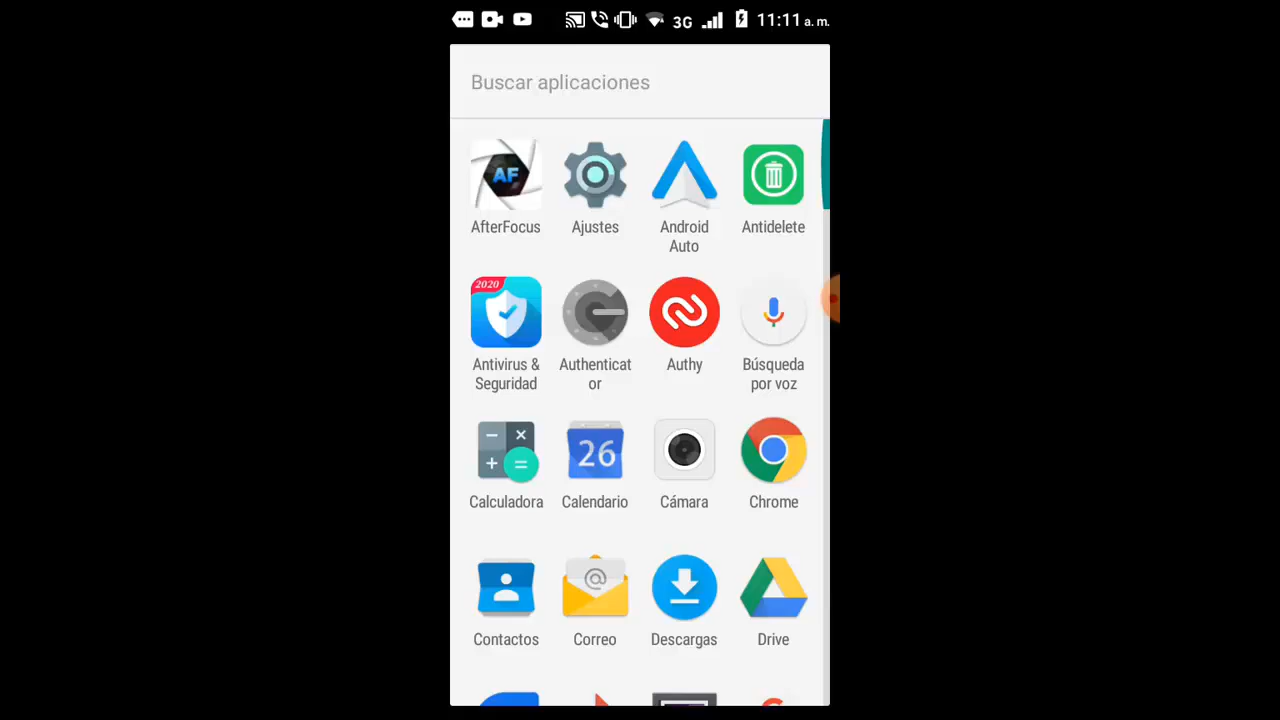 3G 11:11 a.m.
Buscar aplicaciones
AF
AfterFocus
Ajustes
Android
Auto
Antidelete
2020
Antivirus &
Seguridad
Authenticat
or
Authy
Búsqueda
por voz
Calculadora
26
Calendario
Cámara
Chrome
Contactos
@
Correo
Descargas
Drive